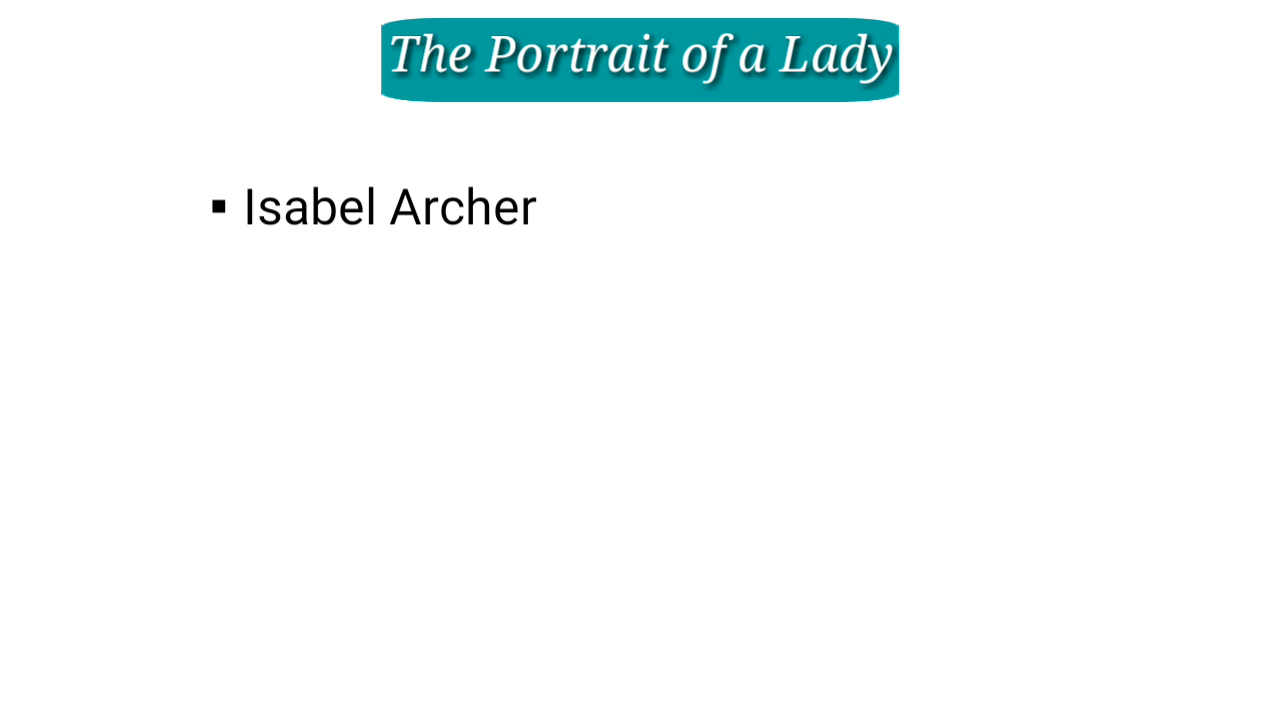 The Portrait of a Lady
▪ Isabel Archer